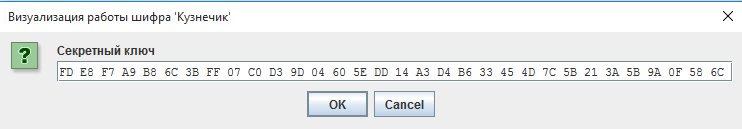 Визуализация работы шифра 'Кузнечик'
Секретный ключ
FD E8 F7 A9 B8 6C 3B FF 07 C0 D3 9D 04 60 5E DD 14 A3 D4 B6 33 45 4D 7C 5B 21 3A 5B 9A 0F 58 6C
OK Cancel